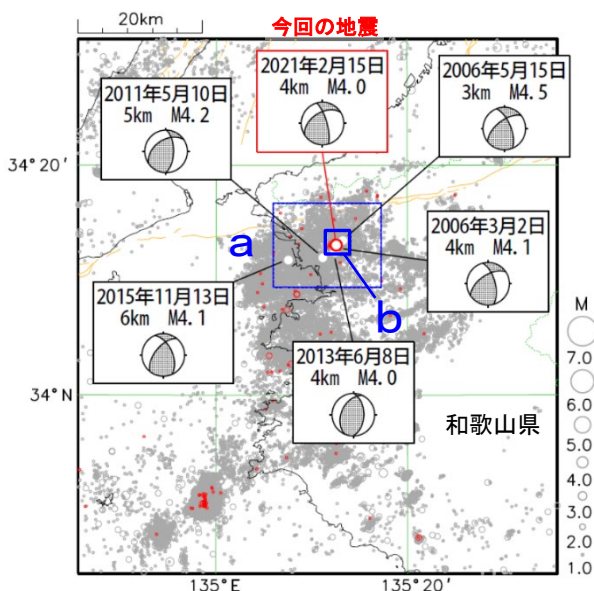 20km
今回の地震
2011年5月10日
5km M4.2
2021年2月15日
4km M4.0
2006年5月15日
3km M4.5
34°20′
a
b
2006年3月2日
4km M4.1
2015年11月13日
6km M4.1
2013年6月8日
4km M4.0
34°N
和歌山県
M
7.0
6.0
5.0
4.0
3.0
2.0
1.0
135°E
135°20′